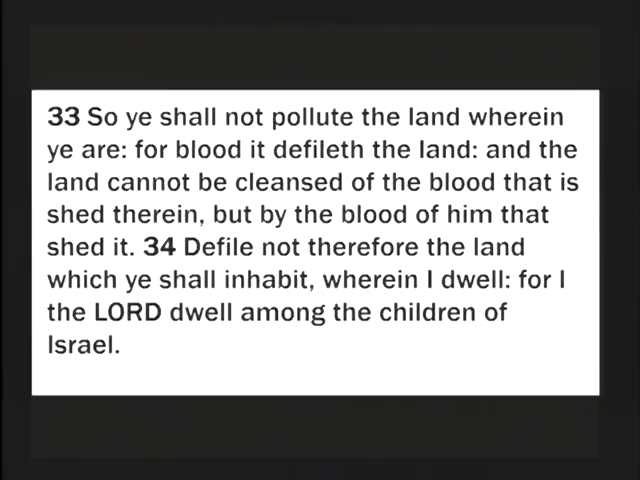 33 So ye shall not pollute the land wherein
ye are: for blood it defileth the land: and the
land cannot be cleansed of the blood that is
shed therein, but by the blood of him that
shed it. 34 Defile not therefore the land
which ye shall inhabit, wherein I dwell: for I
the LORD dwell among the children of
Israel.